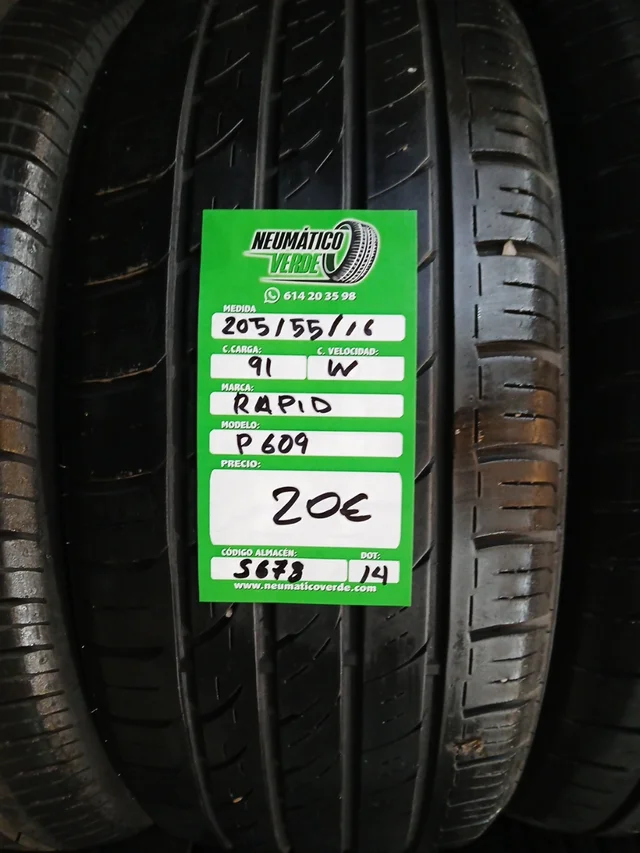 NEUMÁTICO
VERDE
614 20 35 98
MEDIDA
205/55/16
C.CARGA: C. VELOCIDAD:
91 W
MARCA:
RAPID
MODELO:
P609
PRECIO:
20€
CÓDIGO ALMACÉN: DOT:
S678 14
www.neumaticoverde.com